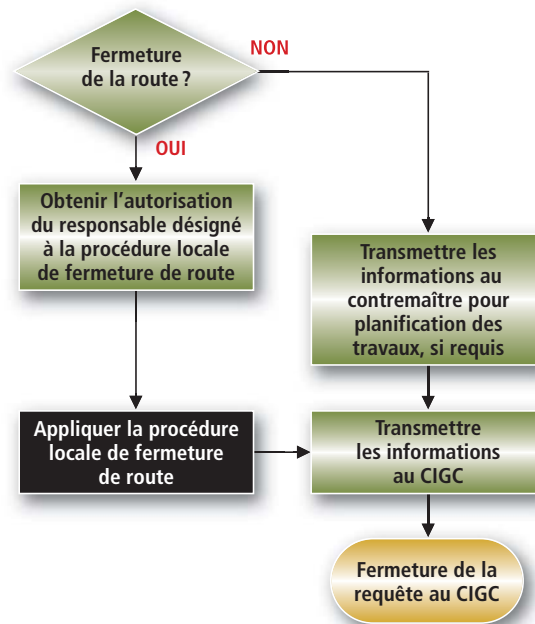 Fermeture
de la route ?
NON
OUI
Obtenir l'autorisation
du responsable désigné
à la procédure locale
de fermeture de route
Transmettre les
informations au
contremaître pour
planification des
travaux, si requis
Appliquer la procédure
locale de fermeture
de route
Transmettre
les informations
au CIGC
Fermeture de la
requête au CIGC